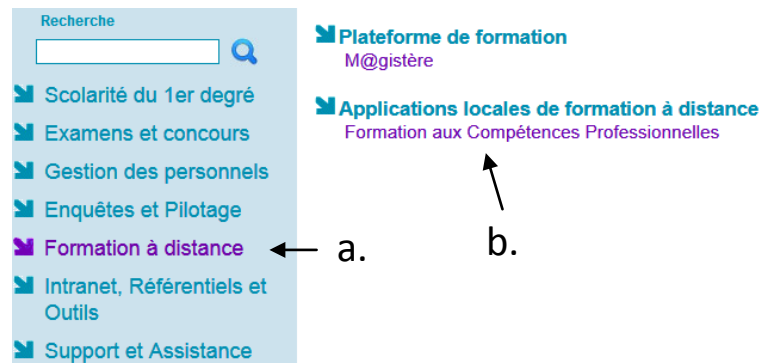 Recherche
Scolarité du 1er degré
Examens et concours
Gestion des personnels
Enquêtes et Pilotage
Formation à distance
Intranet, Référentiels et
Outils
Support et Assistance
Plateforme de formation
M@gistère
Applications locales de formation à distance
Formation aux Compétences Professionnelles
a.
b.